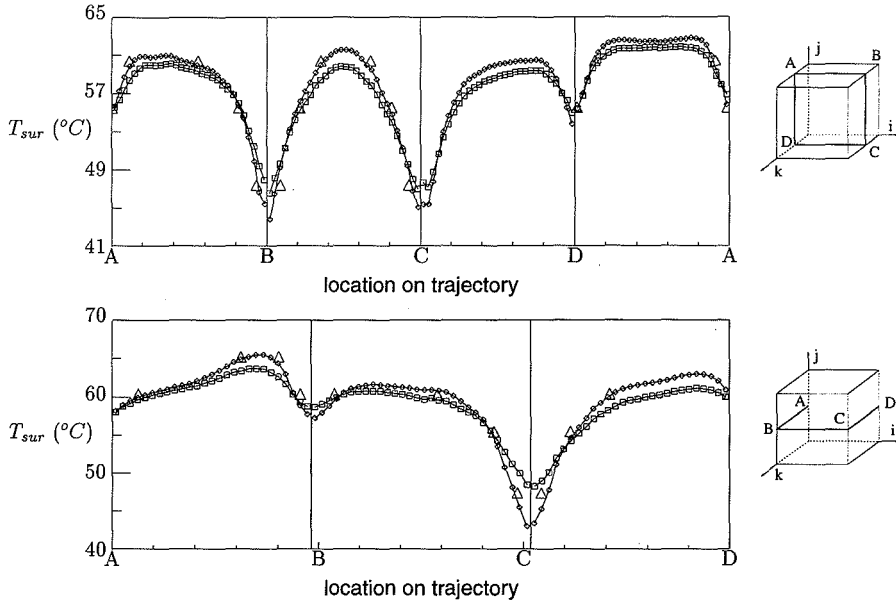 65
57
T_sur (°C)
49
41
A B C D A
location on trajectory
j
A B
D i
C
k
70
60
T_sur (°C)
50
40
A B C D
location on trajectory
j
A D
B C
i
k